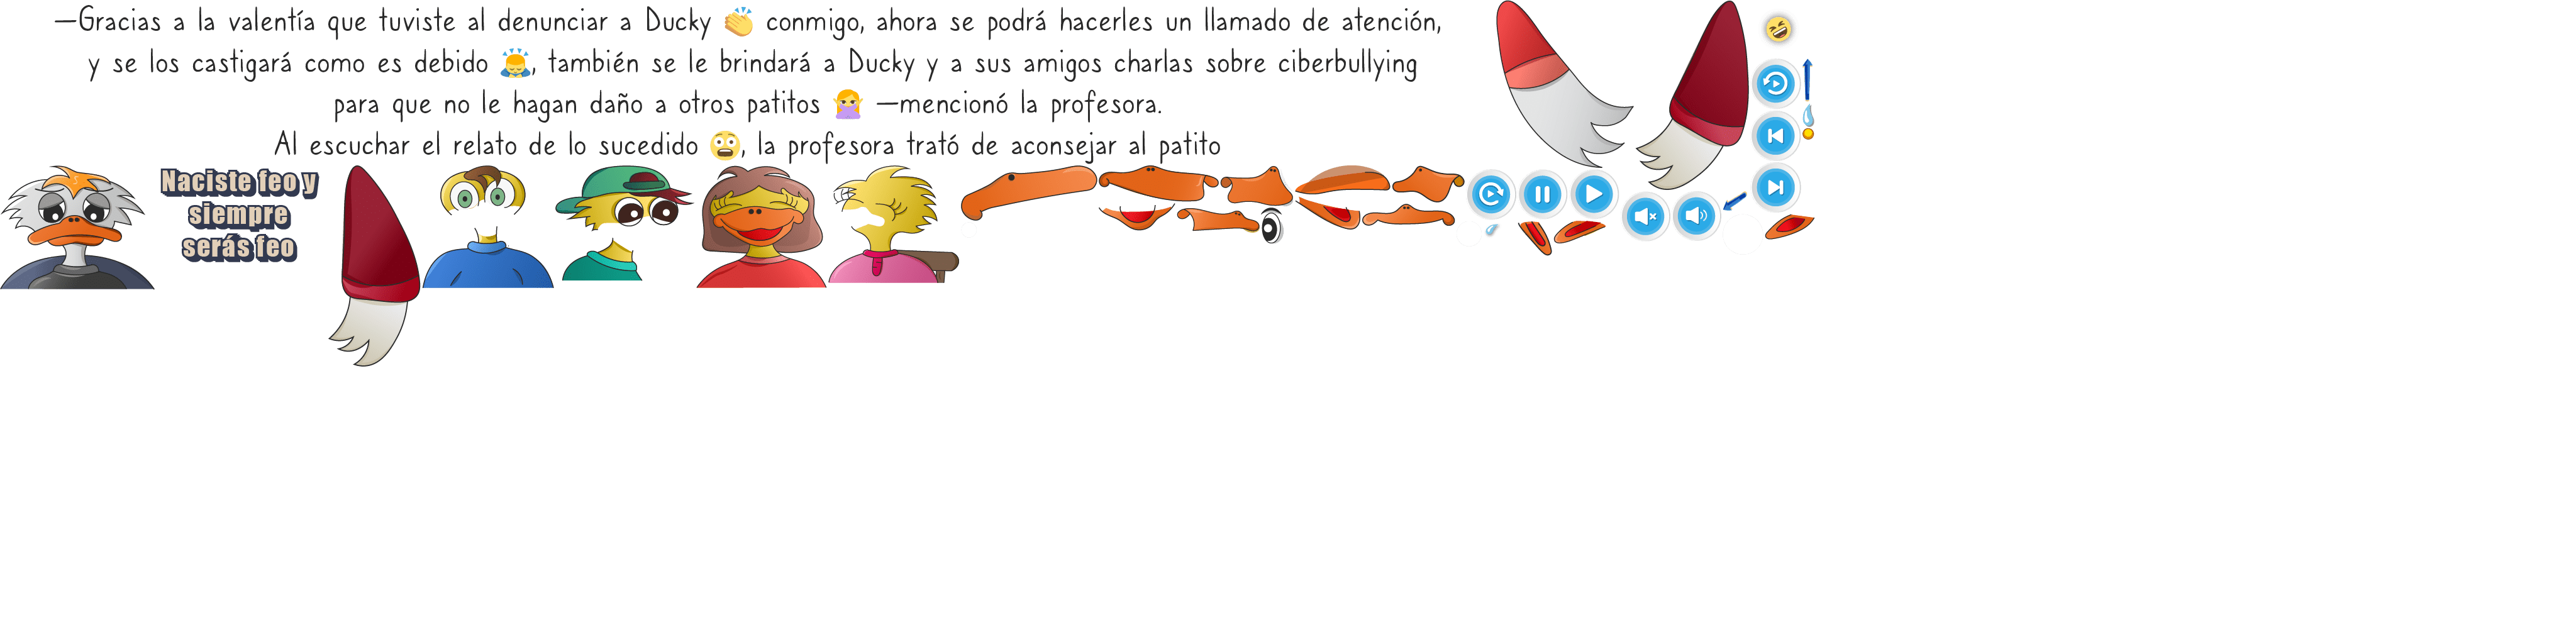 —Gracias a la valentía que tuviste al denunciar a Ducky 👏 conmigo, ahora se podrá hacerles un llamado de atención,
y se los castigará como es debido 🙇, también se le brindará a Ducky y a sus amigos charlas sobre ciberbullying
para que no le hagan daño a otros patitos 🙅‍♀️ —mencionó la profesora.
Al escuchar el relato de lo sucedido 😨, la profesora trató de aconsejar al patito
Naciste feo y
siempre
serás feo